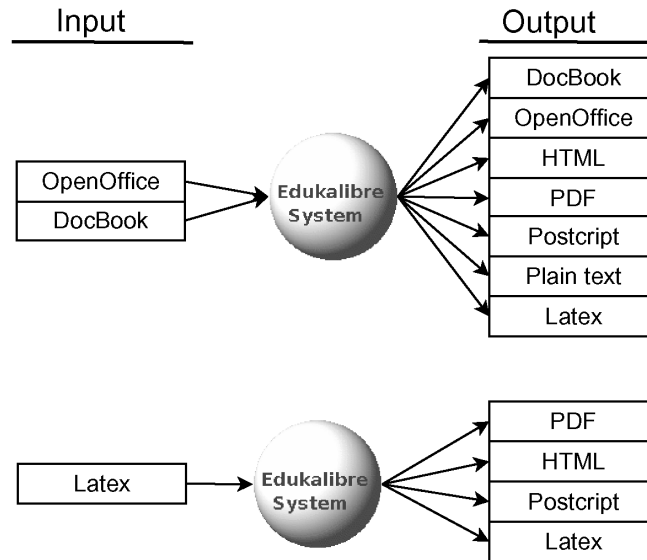 Input
Output
OpenOffice
DocBook
Edukalibre
System
DocBook
OpenOffice
HTML
PDF
Postcript
Plain text
Latex
Latex
Edukalibre
System
PDF
HTML
Postcript
Latex